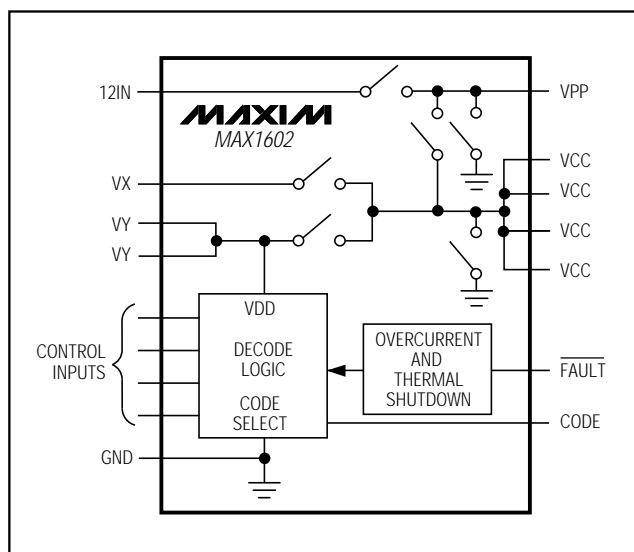 12IN
VPP
MAXIM
MAX1602
VCC
VX
VCC
VY
VCC
VY
VCC
VDD
DECODE
LOGIC
CODE
SELECT
OVERCURRENT
AND
THERMAL
SHUTDOWN
CONTROL
INPUTS
FAULT
CODE
GND